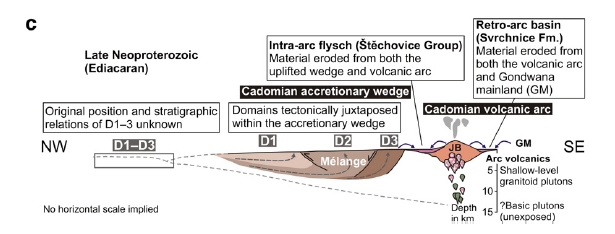 c
Late Neoproterozoic
(Ediacaran)
Intra-arc flysch (Štěchovice Group)
Material eroded from both the
uplifted wedge and volcanic arc
Retro-arc basin
(Svrchnice Fm.)
Material eroded from
both the volcanic arc
and Gondwana
mainland (GM)
Cadomian accretionary wedge
Cadomian volcanic arc
Original position and stratigraphic
relations of D1–3 unknown
Domains tectonically juxtaposed
within the accretionary wedge
NW
D1–D3
D1
D2
D3
Mélange
JB
GM
SE
Arc volcanics
Shallow-level
granitoid plutons
?Basic plutons
(unexposed)
5
10
15
Depth
in km
No horizontal scale implied